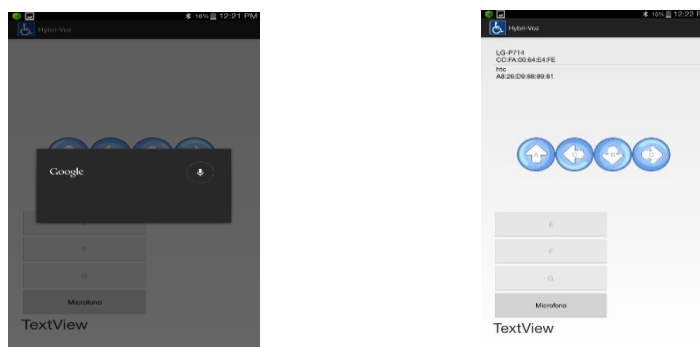 16% 12:21 PM
Hybri-Voz
Google
Microfono
TextView
16% 12:22 P
Hybri-Voz
LG-P714
CC:FA:00:64:E4:FE
htc
A8:26:D9:88:89:81
E
F
G
Microfono
TextView